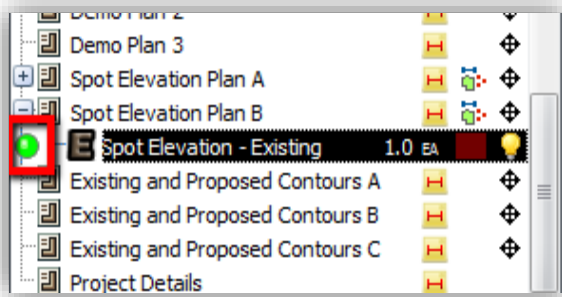 Demo Plan 2
Demo Plan 3
Spot Elevation Plan A
Spot Elevation Plan B
E Spot Elevation - Existing 1.0 EA
Existing and Proposed Contours A
Existing and Proposed Contours B
Existing and Proposed Contours C
Project Details